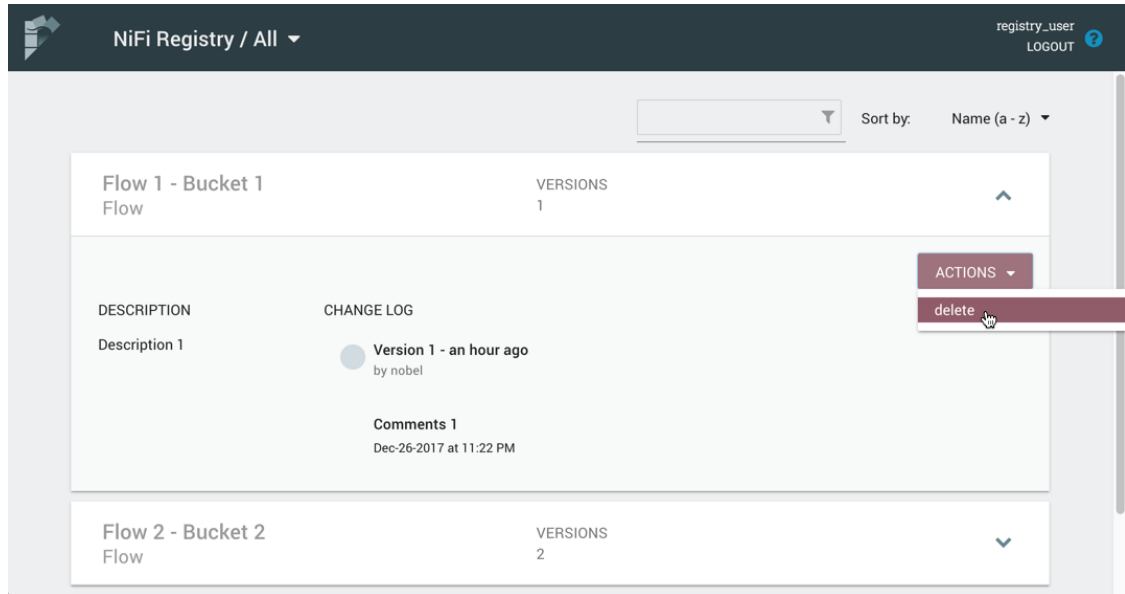 NiFi Registry / All
registry_user
LOGOUT
?
Sort by:
Name (a - z)
Flow 1 - Bucket 1
Flow
VERSIONS
1
ACTIONS
delete
DESCRIPTION
Description 1
CHANGE LOG
Version 1 - an hour ago
by nobel
Comments 1
Dec-26-2017 at 11:22 PM
Flow 2 - Bucket 2
Flow
VERSIONS
2